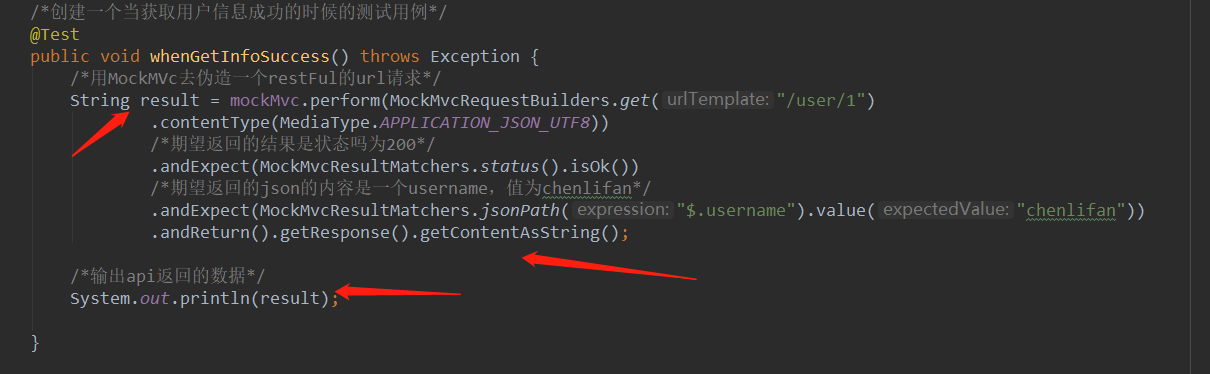 /*创建一个当获取用户信息成功的时候的测试用例*/
@Test
public void whenGetInfoSuccess() throws Exception {
/*用MockMVc去伪造一个restFul的url请求*/
String result = mockMvc.perform(MockMvcRequestBuilders.get( urlTemplate: "/user/1")
.contentType(MediaType.APPLICATION_JSON_UTF8))
/*期望返回的结果是状态吗为200*/
.andExpect(MockMvcResultMatchers.status().isOk())
/*期望返回的json的内容是一个username，值为chenlifan*/
.andExpect(MockMvcResultMatchers.jsonPath( expression: "$.username").value( expectedValue: "chenlifan"))
.andReturn().getResponse().getContentAsString();
/*输出api返回的数据*/
System.out.println(result);
}